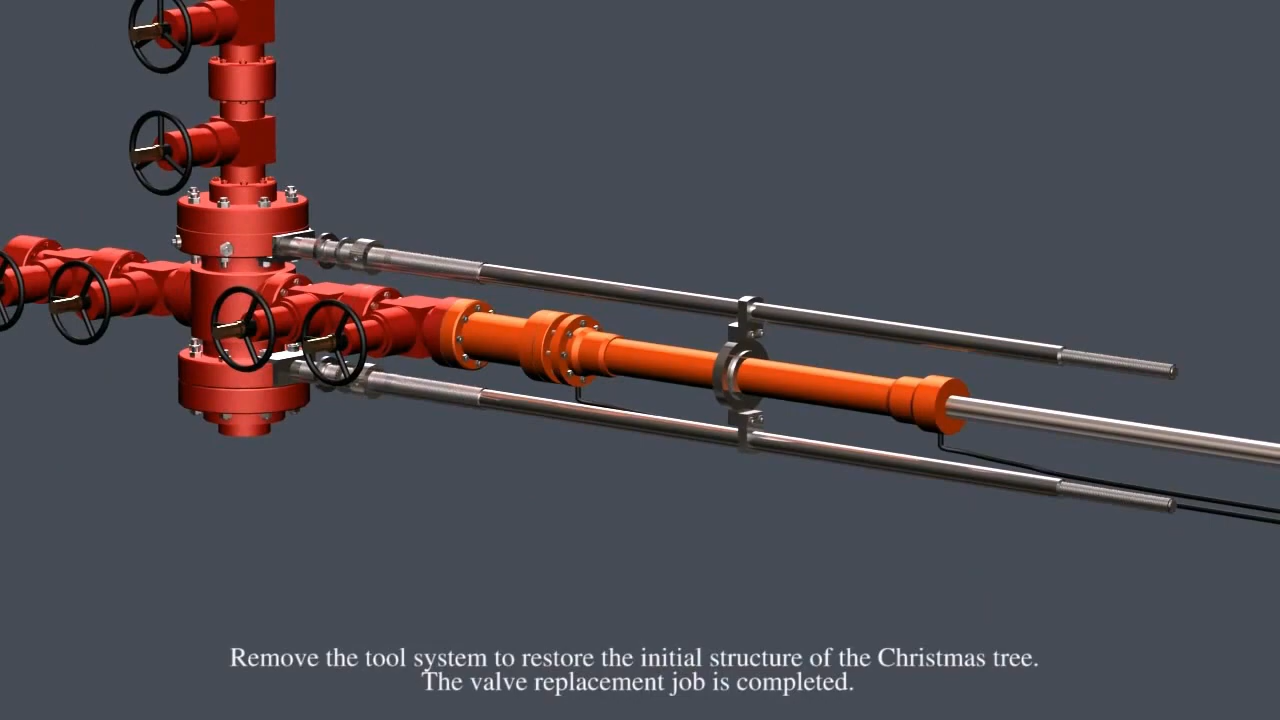 Remove the tool system to restore the initial structure of the Christmas tree.
The valve replacement job is completed.